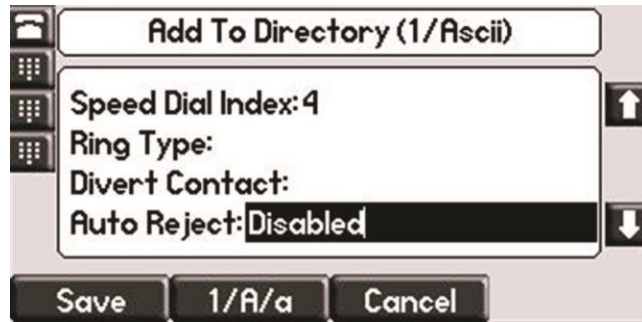 Add To Directory (1/Ascii)
Speed Dial Index:4
Ring Type:
Divert Contact:
Auto Reject:Disabled
Save 1/A/a Cancel